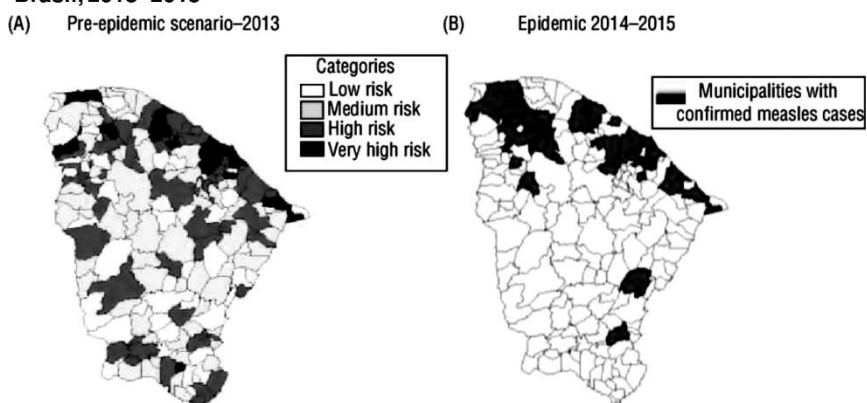 (A) Pre-epidemic scenario–2013
(B) Epidemic 2014–2015
Categories
Low risk
Medium risk
High risk
Very high risk
Municipalities with
confirmed measles cases